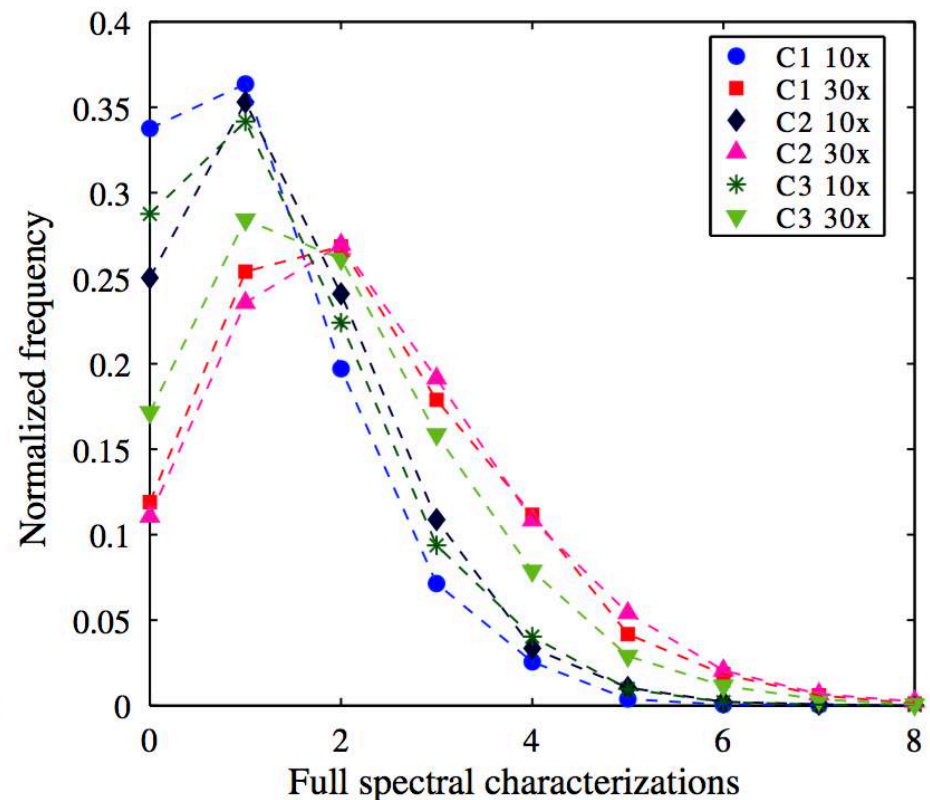 0.4
0.35
0.3
0.25
0.2
0.15
0.1
0.05
0
Normalized frequency
C1 10x
C1 30x
C2 10x
C2 30x
C3 10x
C3 30x
0 2 4 6 8
Full spectral characterizations